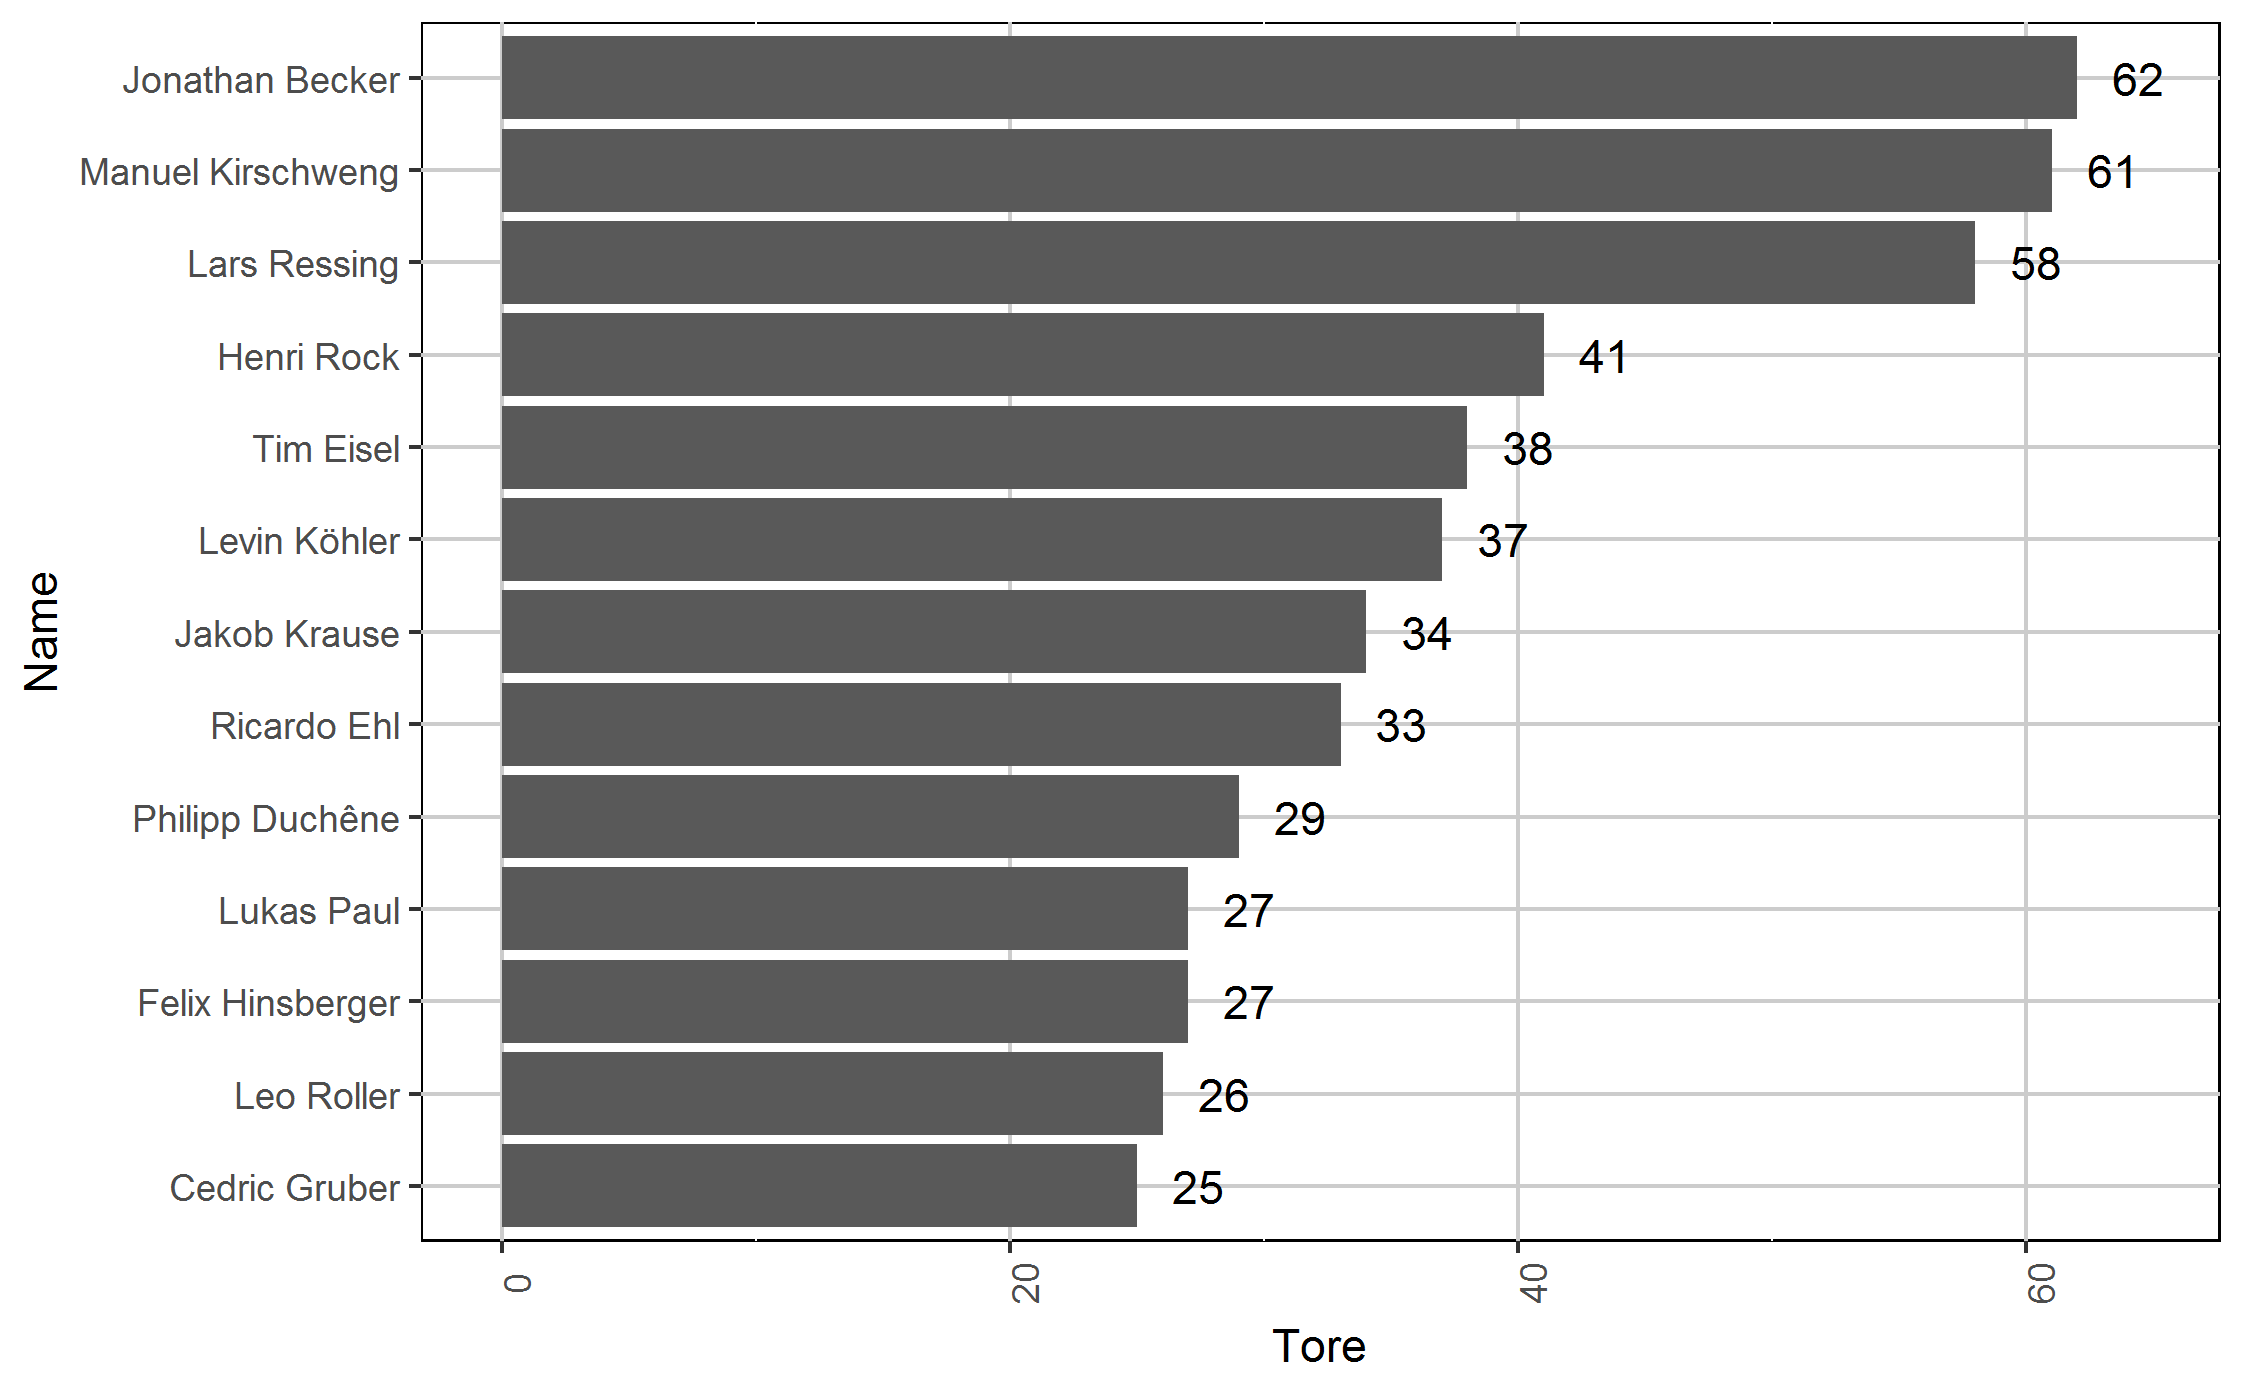 Jonathan Becker 62
Manuel Kirschweng 61
Lars Ressing 58
Henri Rock 41
Tim Eisel 38
Levin Köhler 37
Jakob Krause 34
Ricardo Ehl 33
Philipp Duchêne 29
Lukas Paul 27
Felix Hinsberger 27
Leo Roller 26
Cedric Gruber 25
Name
0 20 40 60
Tore